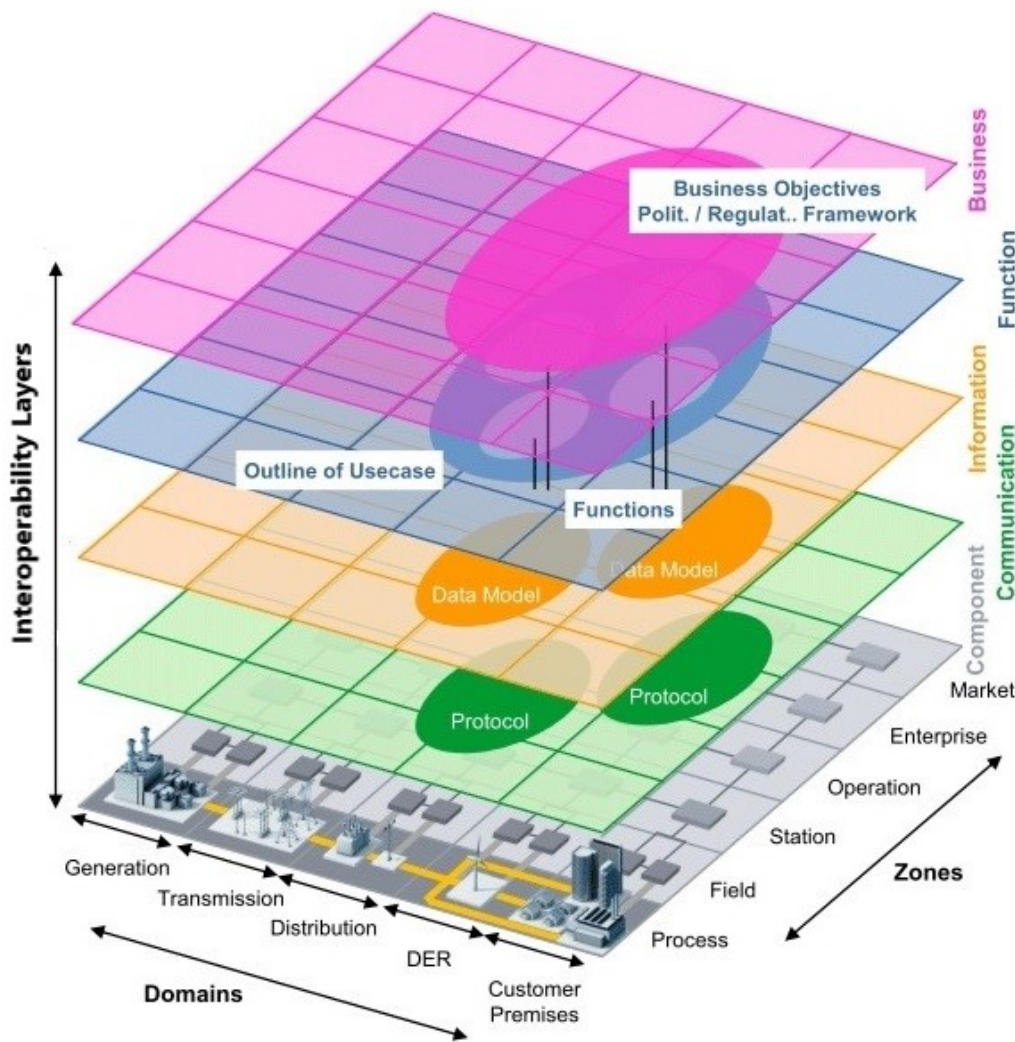 Business
Business Objectives
Polit. / Regulat.. Framework
Function
Interoperability Layers
Information
Outline of Usecase
Functions
Communication
Data Model
Data Model
Component
Protocol
Protocol
Market
Enterprise
Operation
Station
Zones
Field
Process
Generation
Transmission
Distribution
DER
Customer
Premises
Domains